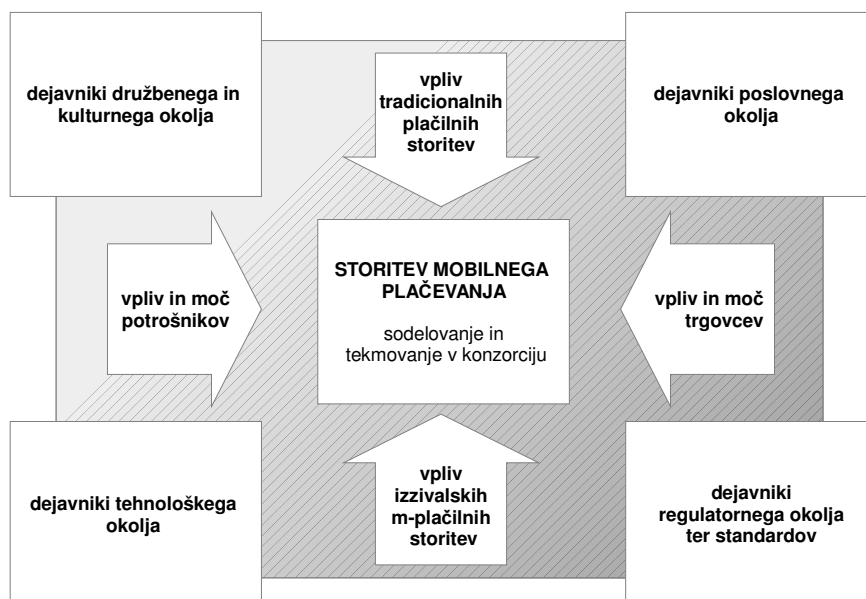 dejavniki družbenega in
kulturnega okolja
vpliv
tradicionalnih
plačilnih
storitev
dejavniki poslovnega
okolja
vpliv in moč
potrošnikov
STORITEV MOBILNEGA
PLAČEVANJA
sodelovanje in
tekmovanje v konzorciju
vpliv in moč
trgovcev
dejavniki tehnološkega
okolja
vpliv
izzivalskih
m-plačilnih
storitev
dejavniki
regulatornega okolja
ter standardov